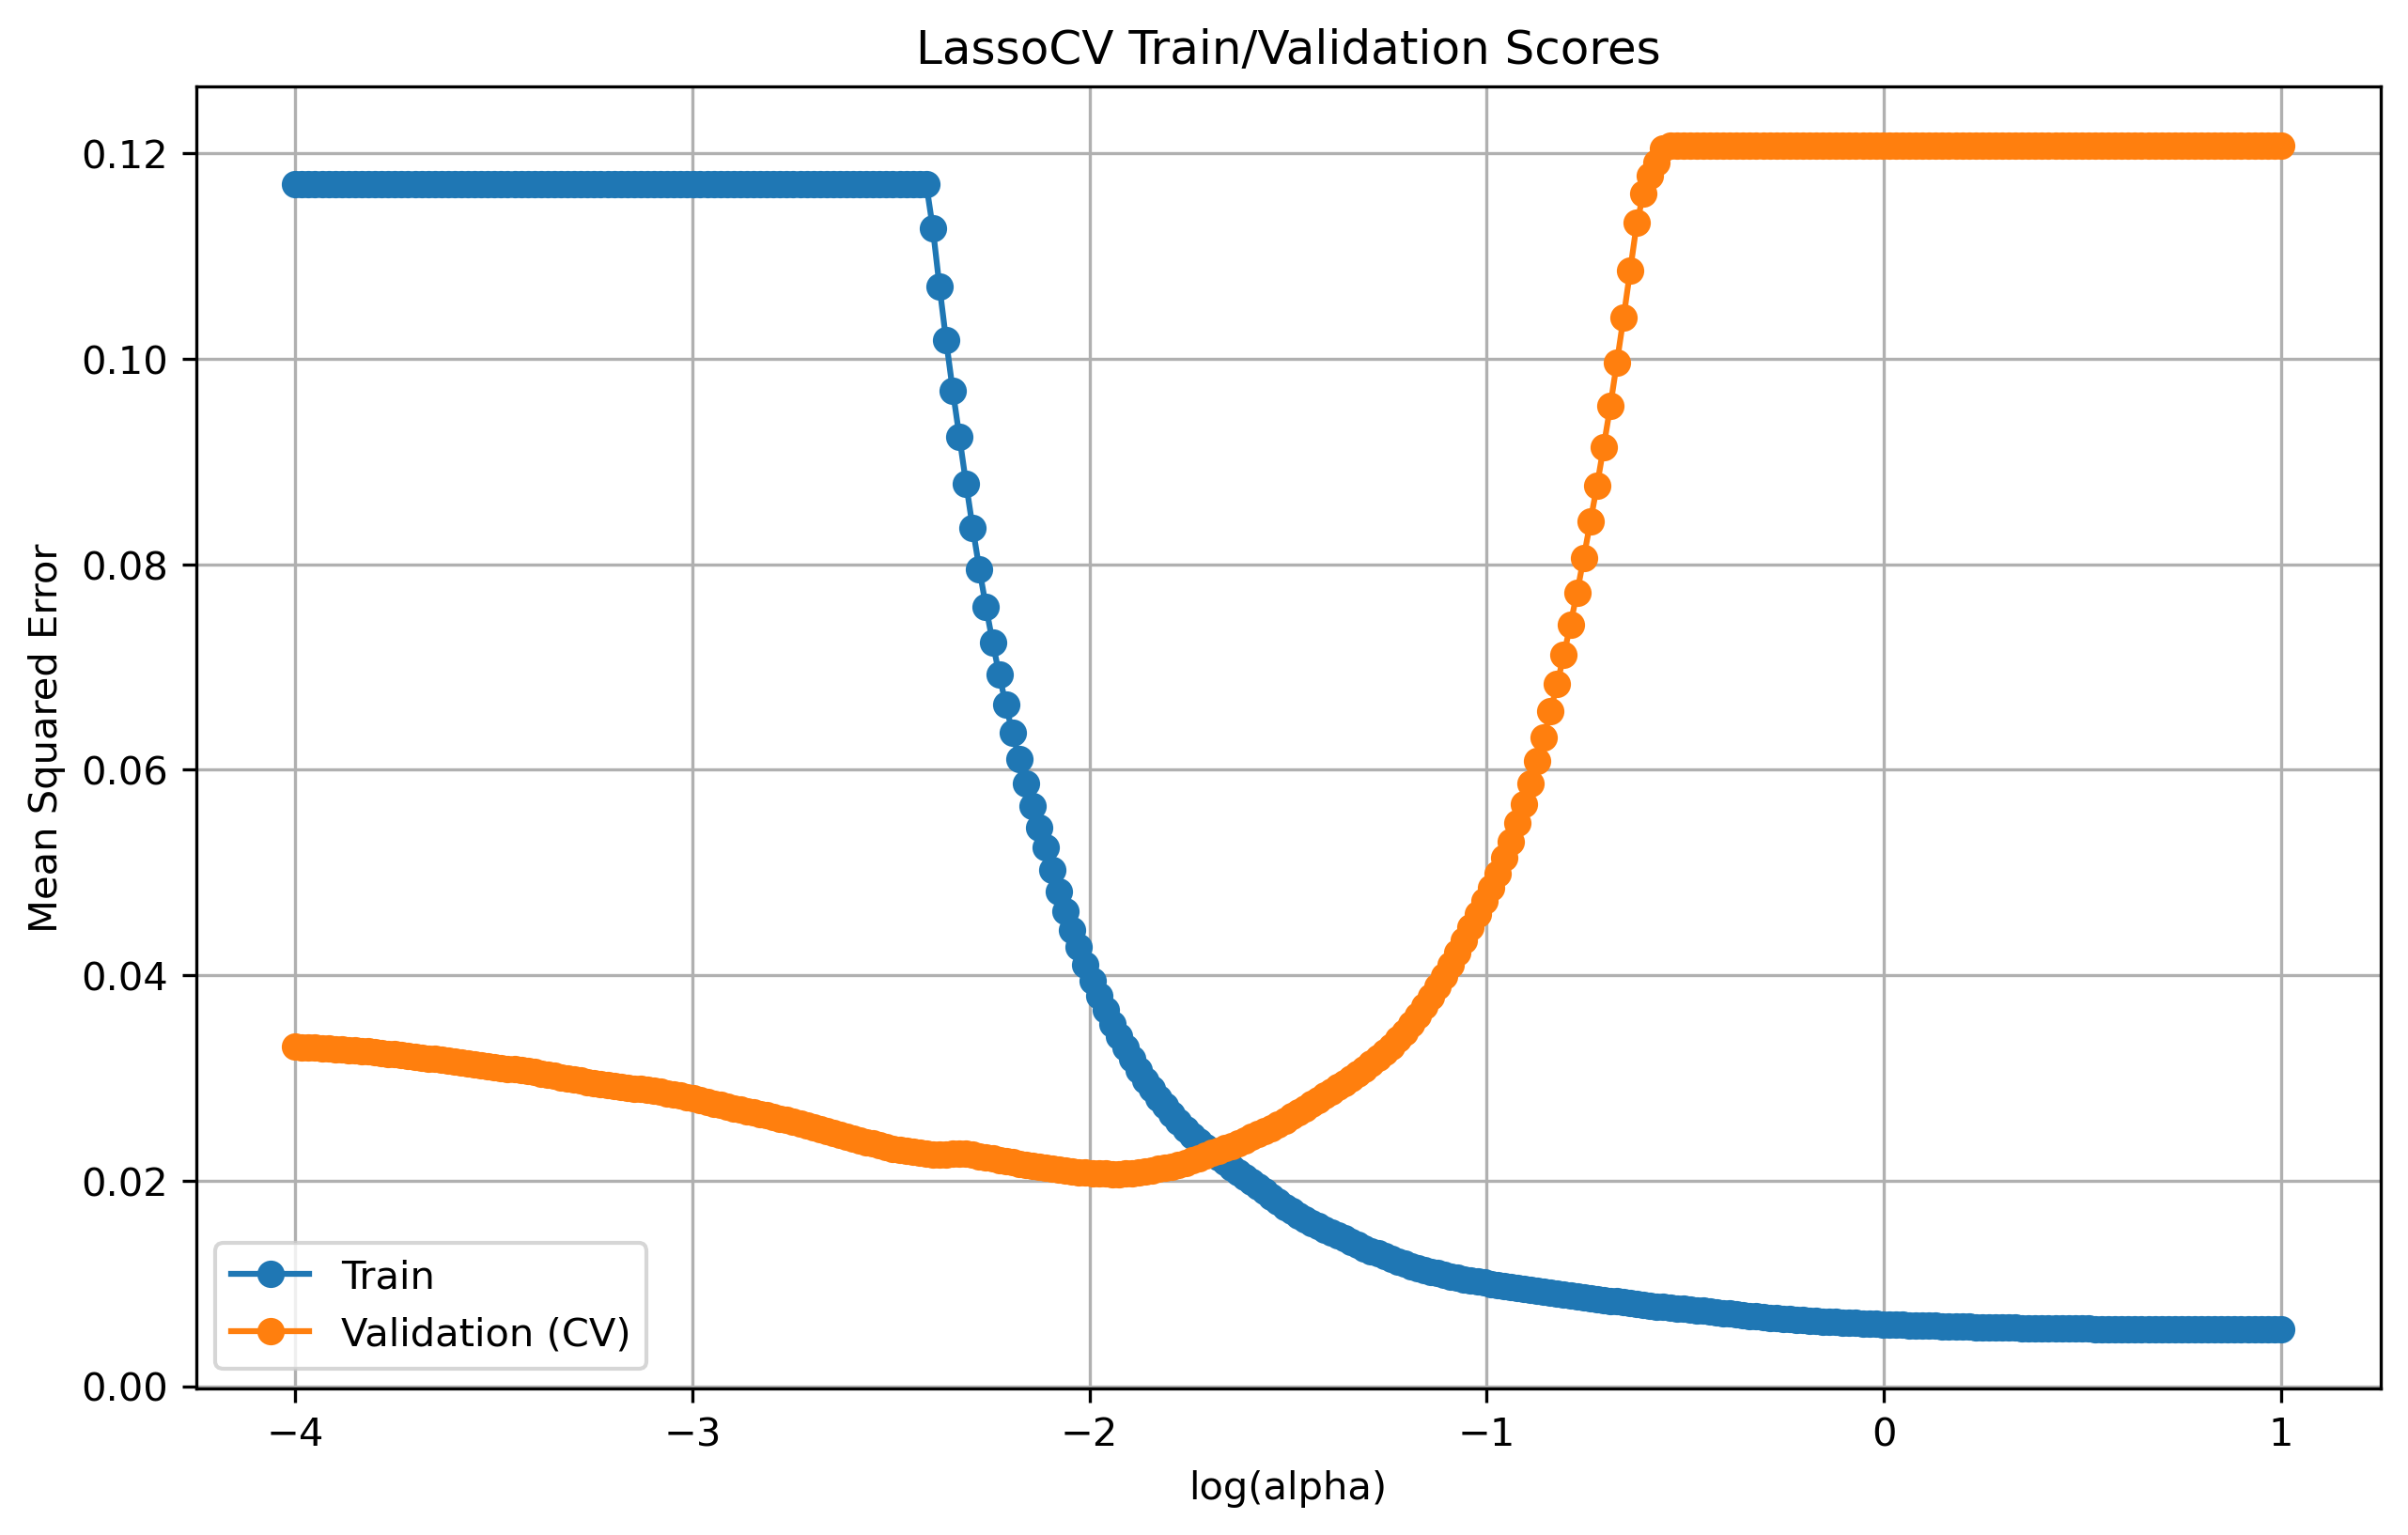 LassoCV Train/Validation Scores
Mean Squared Error
0.12
0.10
0.08
0.06
0.04
0.02
0.00
Train
Validation (CV)
−4
−3
−2
−1
0
1
log(alpha)